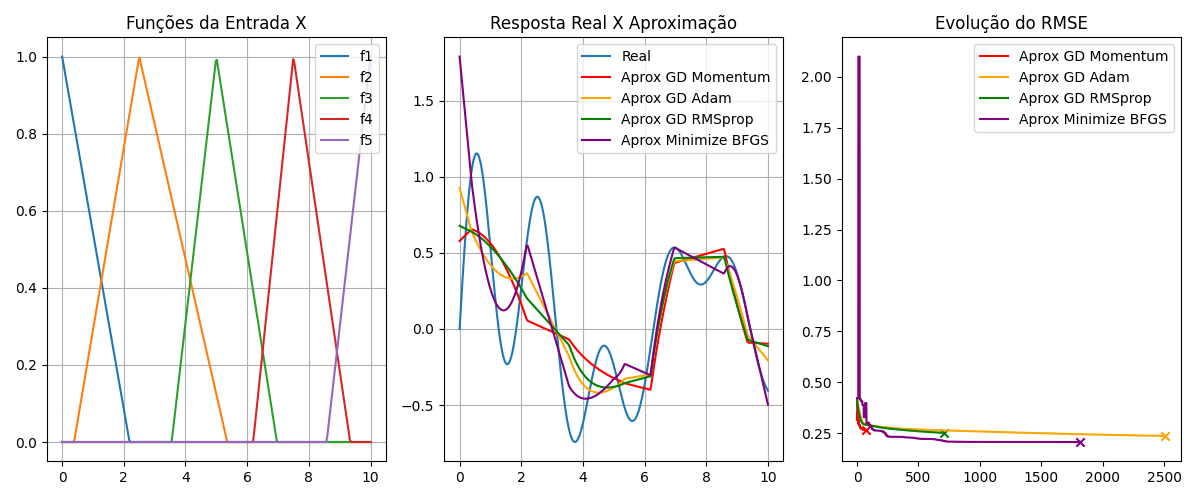 Funções da Entrada X
f1
f2
f3
f4
f5
1.0
0.8
0.6
0.4
0.2
0.0
0 2 4 6 8 10
Resposta Real X Aproximação
Real
Aprox GD Momentum
Aprox GD Adam
Aprox GD RMSprop
Aprox Minimize BFGS
1.5
1.0
0.5
0.0
−0.5
0 2 4 6 8 10
Evolução do RMSE
Aprox GD Momentum
Aprox GD Adam
Aprox GD RMSprop
Aprox Minimize BFGS
2.00
1.75
1.50
1.25
1.00
0.75
0.50
0.25
0 500 1000 1500 2000 2500